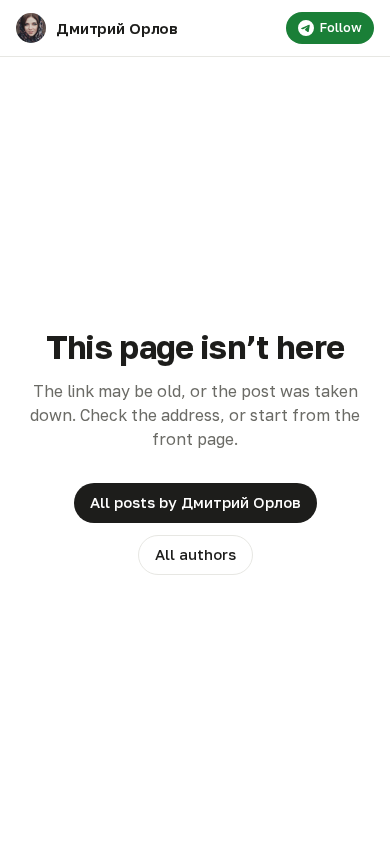 Дмитрий Орлов
Follow
This page isn’t here
The link may be old, or the post was taken
down. Check the address, or start from the
front page.
All posts by Дмитрий Орлов
All authors